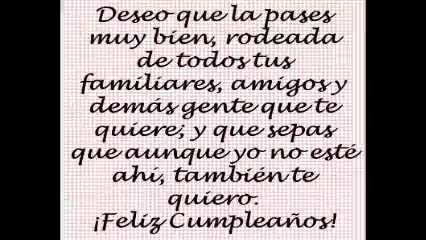 Deseo que la pases
muy bien, rodeada
de todos tus
familiares, amigos y
demás gente que te
quiere; y que sepas
que aunque yo no esté
ahí, también te
quiero.
¡Feliz Cumpleaños!